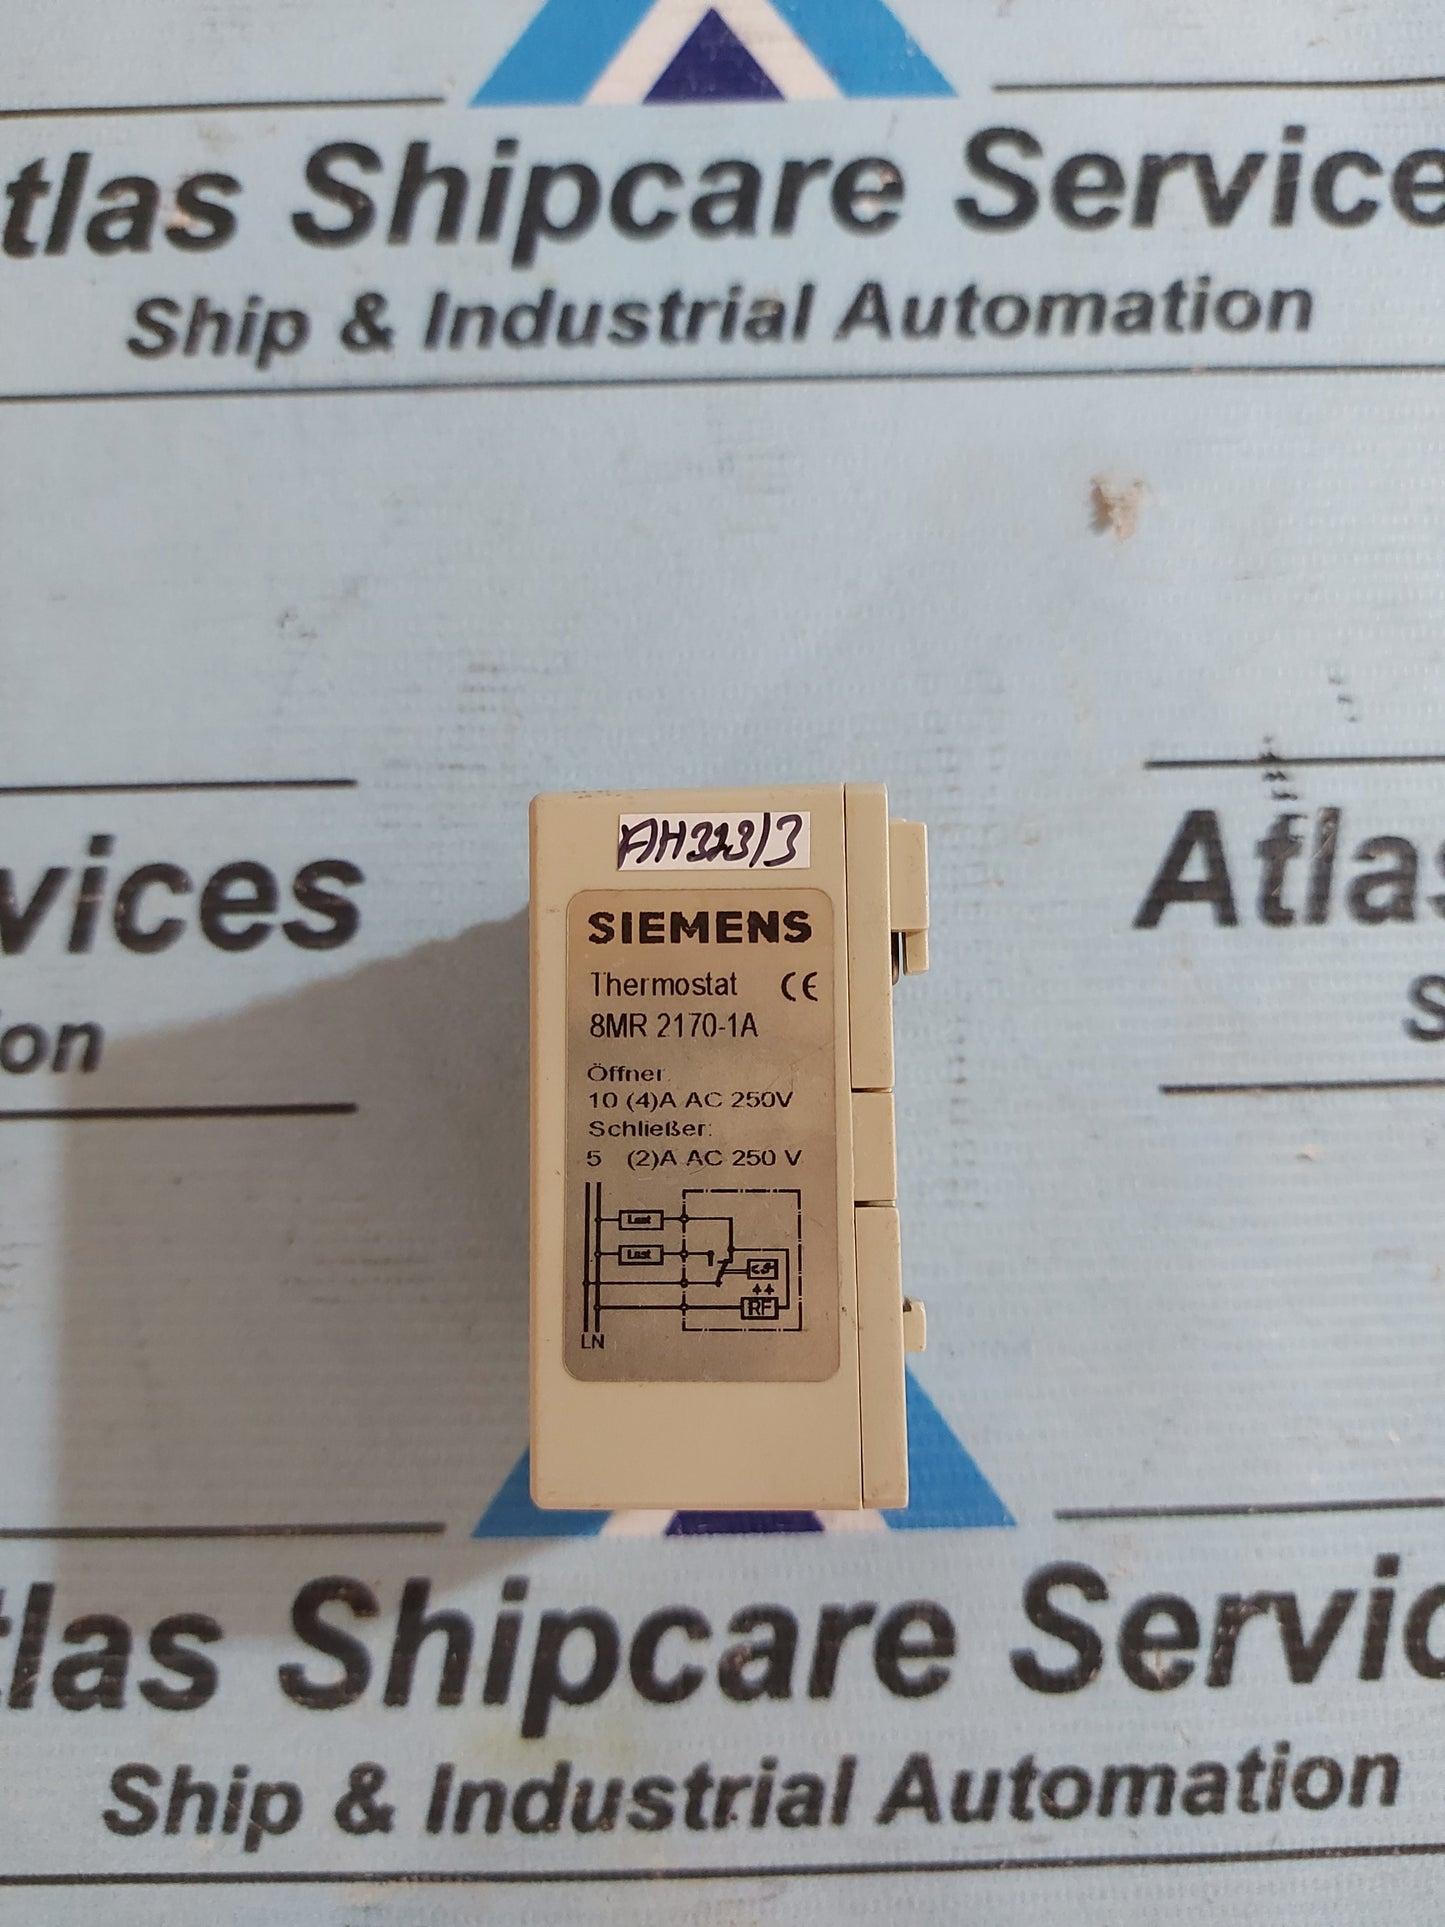 tlas Shipcare Service
Ship & Industrial Automation
vices
on
Atlas
S
AH323/3
SIEMENS
Thermostat CE
8MR 2170-1A
Öffner:
10 (4)A AC 250V
Schließer:
5 (2)A AC 250 V
Last
Last
RF
LN
tlas Shipcare Servic
Ship & Industrial Automation